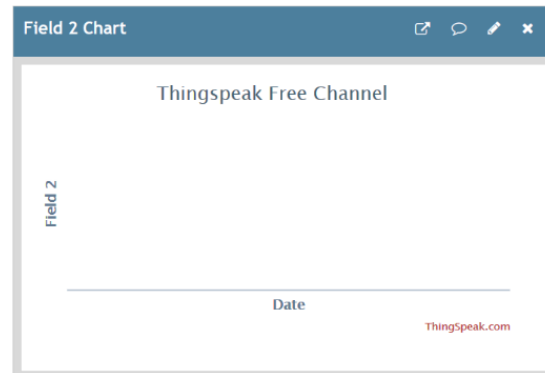 Field 2 Chart
Thingspeak Free Channel
Field 2
Date
ThingSpeak.com